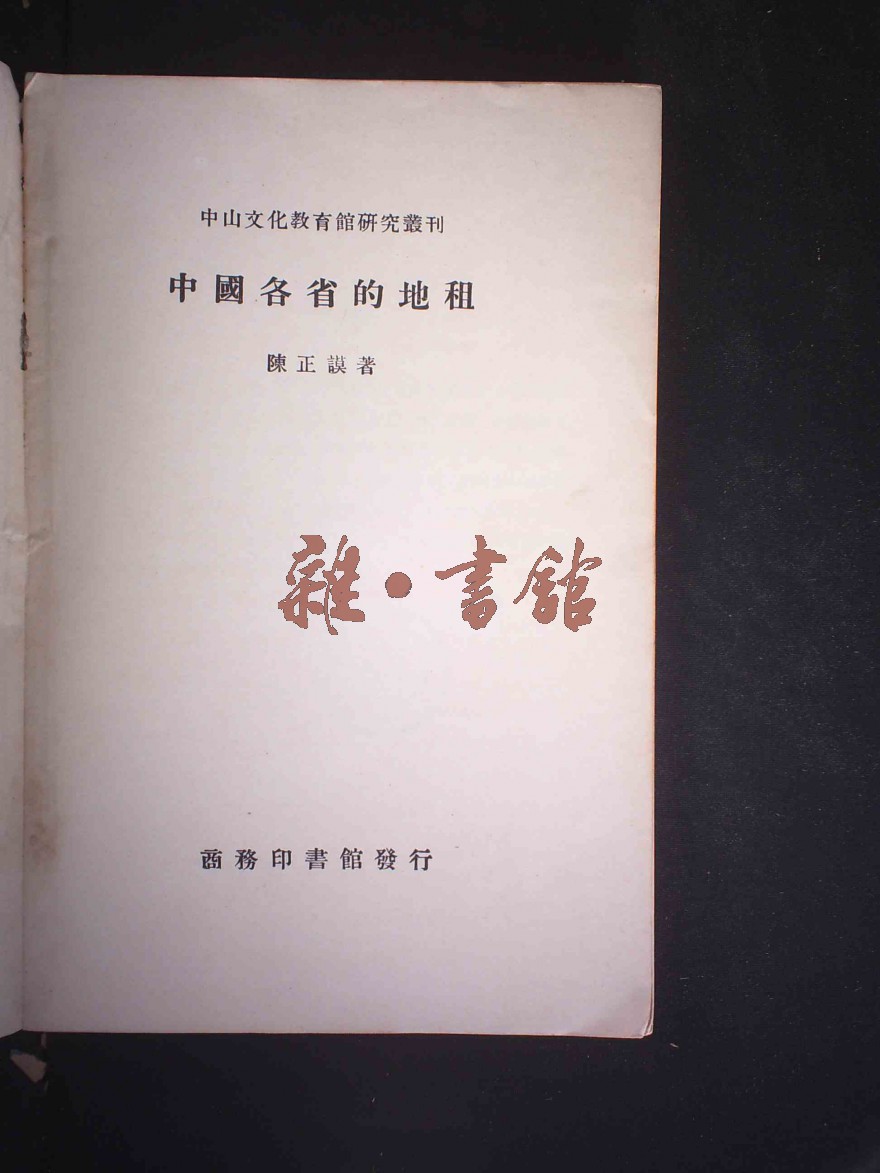 中山文化教育館研究叢刊
中國各省的地租
陳正謨著
雜•書館
商務印書館發行